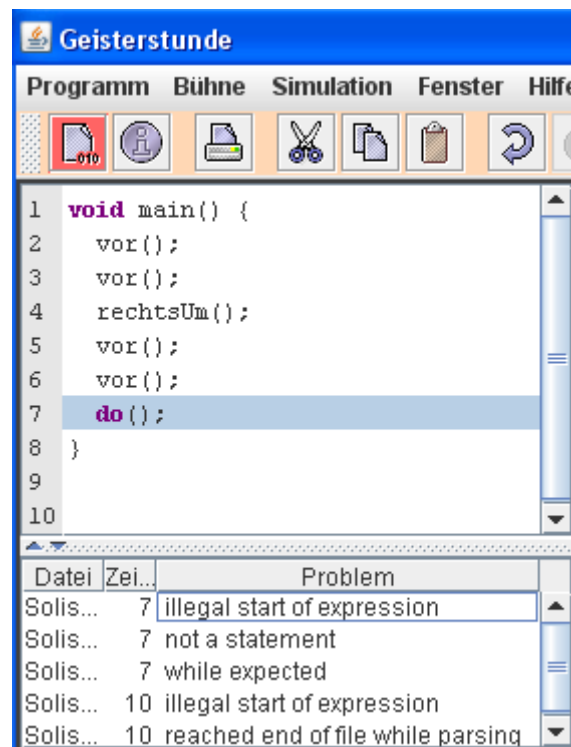 Geisterstunde
Programm Bühne Simulation Fenster Hilfe
010
1 void main() {
2 vor();
3 vor();
4 rechtsUm();
5 vor();
6 vor();
7 do();
8 }
9
10
Datei Zei... Problem
Solis... 7 illegal start of expression
Solis... 7 not a statement
Solis... 7 while expected
Solis... 10 illegal start of expression
Solis... 10 reached end of file while parsing